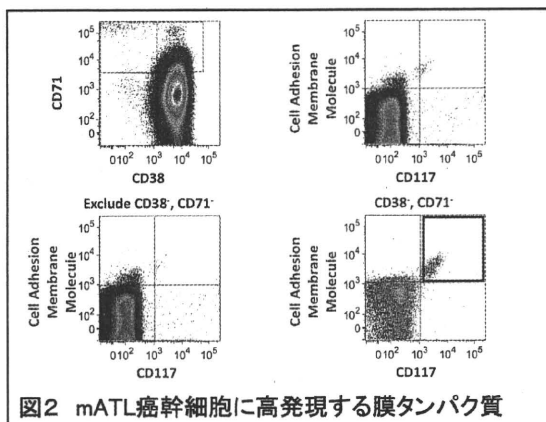 10⁵
10⁴
10³
10²
0
CD71
0 10² 10³ 10⁴ 10⁵
CD38
10⁵
10⁴
10³
10²
0
Cell Adhesion
Membrane
Molecule
0 10² 10³ 10⁴ 10⁵
CD117
Exclude CD38⁻, CD71⁻
10⁵
10⁴
10³
10²
0
Cell Adhesion
Membrane
Molecule
0 10² 10³ 10⁴ 10⁵
CD117
CD38⁻, CD71⁻
10⁵
10⁴
10³
10²
0
Cell Adhesion
Membrane
Molecule
0 10² 10³ 10⁴ 10⁵
CD117
図2 mATL癌幹細胞に高発現する膜タンパク質